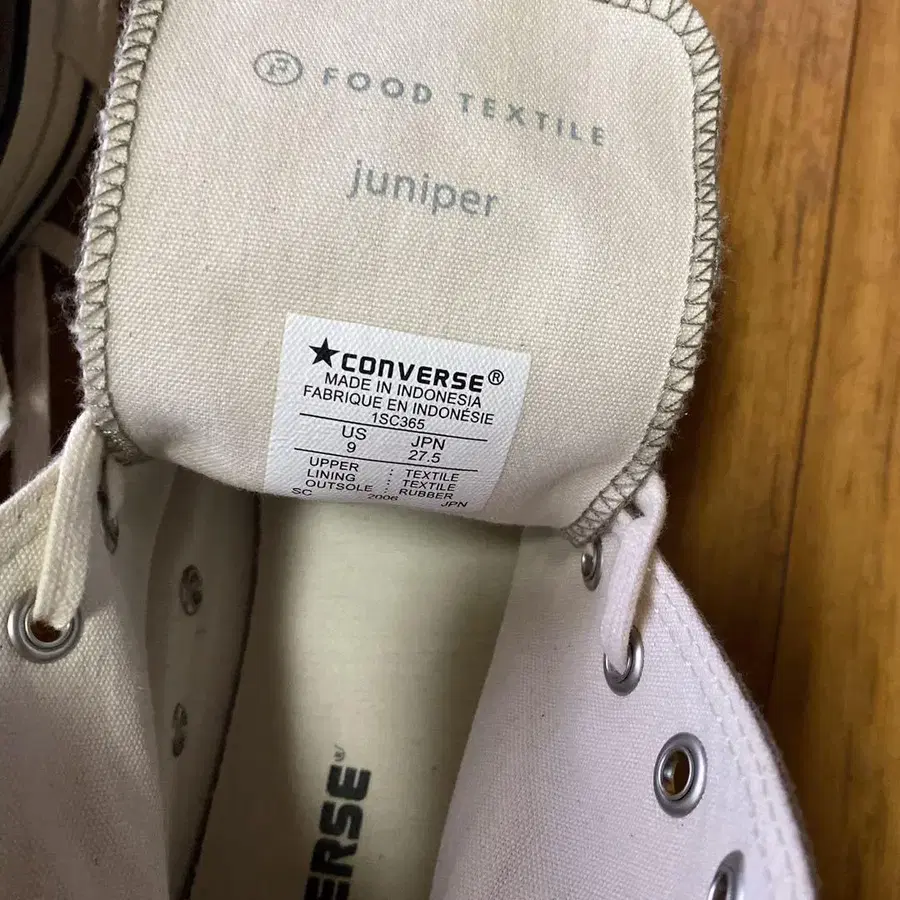 F FOOD TEXTILE
juniper
★CONVERSE®
MADE IN INDONESIA
FABRIQUE EN INDONÉSIE
1SC365
US JPN
9 27.5
UPPER : TEXTILE
LINING : TEXTILE
OUTSOLE : RUBBER
SC 2006 JPN
ERSE®